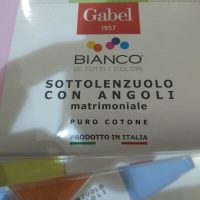 Gabel
1957
BIANCO
DI TUTTI I COLORI
SOTTOLENZUOLO
CON ANGOLI
matrimoniale
PURO COTONE
PRODOTTO IN ITALIA